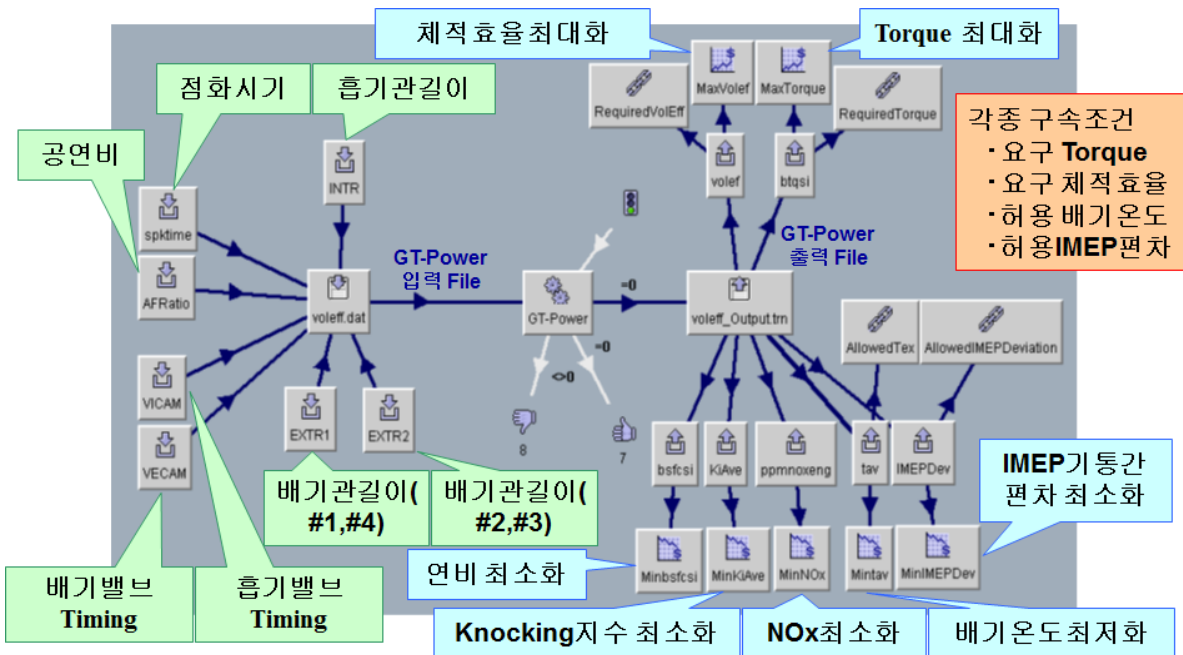 체적효율최대화
Torque 최대화
점화시기
흡기관길이
공연비
각종 구속조건
· 요구 Torque
· 요구 체적효율
· 허용 배기온도
· 허용IMEP편차
RequiredVolEff
MaxVolef
MaxTorque
RequiredTorque
volef
btqsi
INTR
spktime
AFRatio
GT-Power
입력 File
GT-Power
출력 File
voleff.dat
GT-Power
=0
voleff_Output.trn
=0
<>0
8
7
AllowedTex
AllowedIMEPDeviation
VICAM
VECAM
EXTR1
EXTR2
bsfcsi
KiAve
ppmnoxeng
tav
IMEPDev
배기관길이(
#1,#4)
배기관길이(
#2,#3)
IMEP기통간
편차 최소화
Minbsfcsi
MinKiAve
MinNOx
Mintav
MinIMEPDev
연비 최소화
배기밸브
Timing
흡기밸브
Timing
Knocking지수 최소화
NOx최소화
배기온도최저화